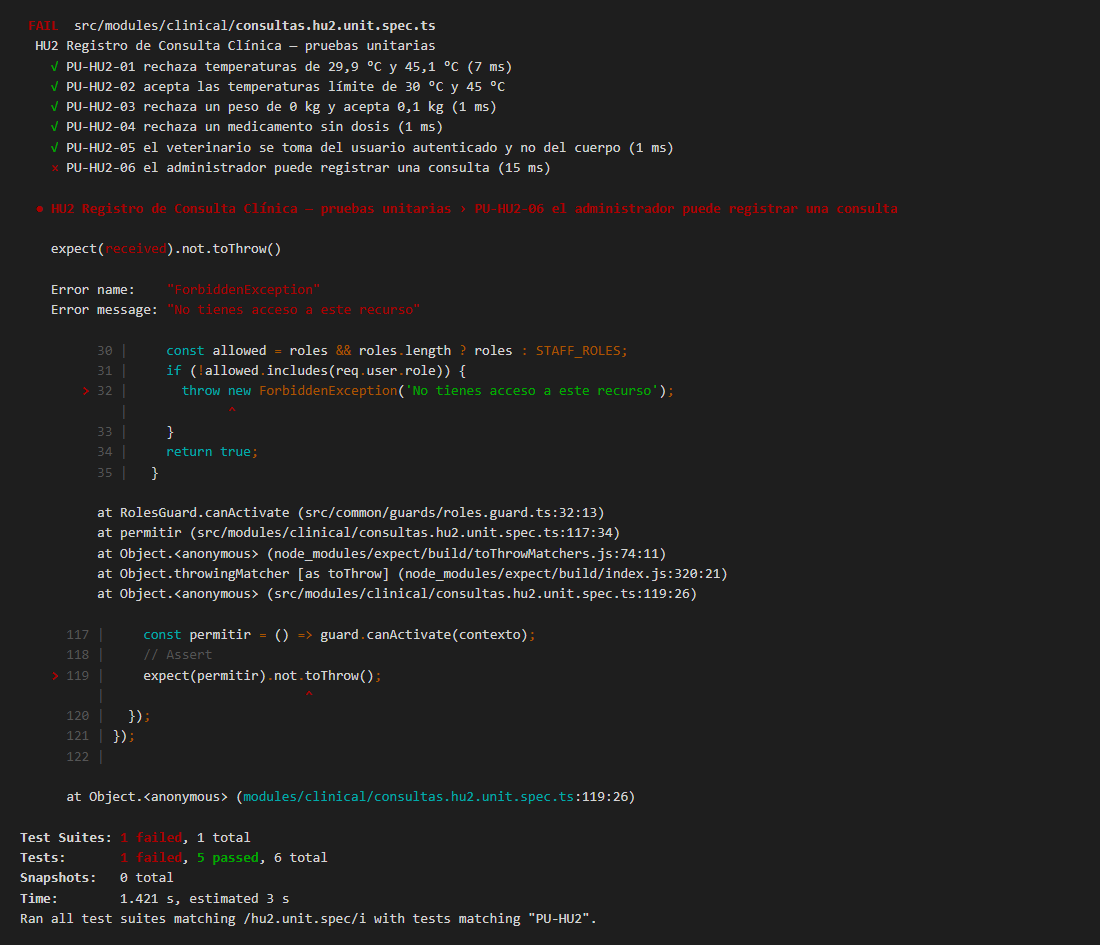 FAIL src/modules/clinical/consultas.hu2.unit.spec.ts
HU2 Registro de Consulta Clínica — pruebas unitarias
√ PU-HU2-01 rechaza temperaturas de 29,9 °C y 45,1 °C (7 ms)
√ PU-HU2-02 acepta las temperaturas límite de 30 °C y 45 °C
√ PU-HU2-03 rechaza un peso de 0 kg y acepta 0,1 kg (1 ms)
√ PU-HU2-04 rechaza un medicamento sin dosis (1 ms)
√ PU-HU2-05 el veterinario se toma del usuario autenticado y no del cuerpo (1 ms)
× PU-HU2-06 el administrador puede registrar una consulta (15 ms)
● HU2 Registro de Consulta Clínica — pruebas unitarias › PU-HU2-06 el administrador puede registrar una consulta
expect(received).not.toThrow()
Error name:    "ForbiddenException"
Error message: "No tienes acceso a este recurso"
30 |     const allowed = roles && roles.length ? roles : STAFF_ROLES;
31 |     if (!allowed.includes(req.user.role)) {
> 32 |       throw new ForbiddenException('No tienes acceso a este recurso');
|             ^
33 |     }
34 |     return true;
35 |   }
at RolesGuard.canActivate (src/common/guards/roles.guard.ts:32:13)
at permitir (src/modules/clinical/consultas.hu2.unit.spec.ts:117:34)
at Object.<anonymous> (node_modules/expect/build/toThrowMatchers.js:74:11)
at Object.throwingMatcher [as toThrow] (node_modules/expect/build/index.js:320:21)
at Object.<anonymous> (src/modules/clinical/consultas.hu2.unit.spec.ts:119:26)
117 |     const permitir = () => guard.canActivate(contexto);
118 |     // Assert
> 119 |     expect(permitir).not.toThrow();
|                          ^
120 |   });
121 | });
122 |
at Object.<anonymous> (modules/clinical/consultas.hu2.unit.spec.ts:119:26)
Test Suites: 1 failed, 1 total
Tests:       1 failed, 5 passed, 6 total
Snapshots:   0 total
Time:        1.421 s, estimated 3 s
Ran all test suites matching /hu2.unit.spec/i with tests matching "PU-HU2".